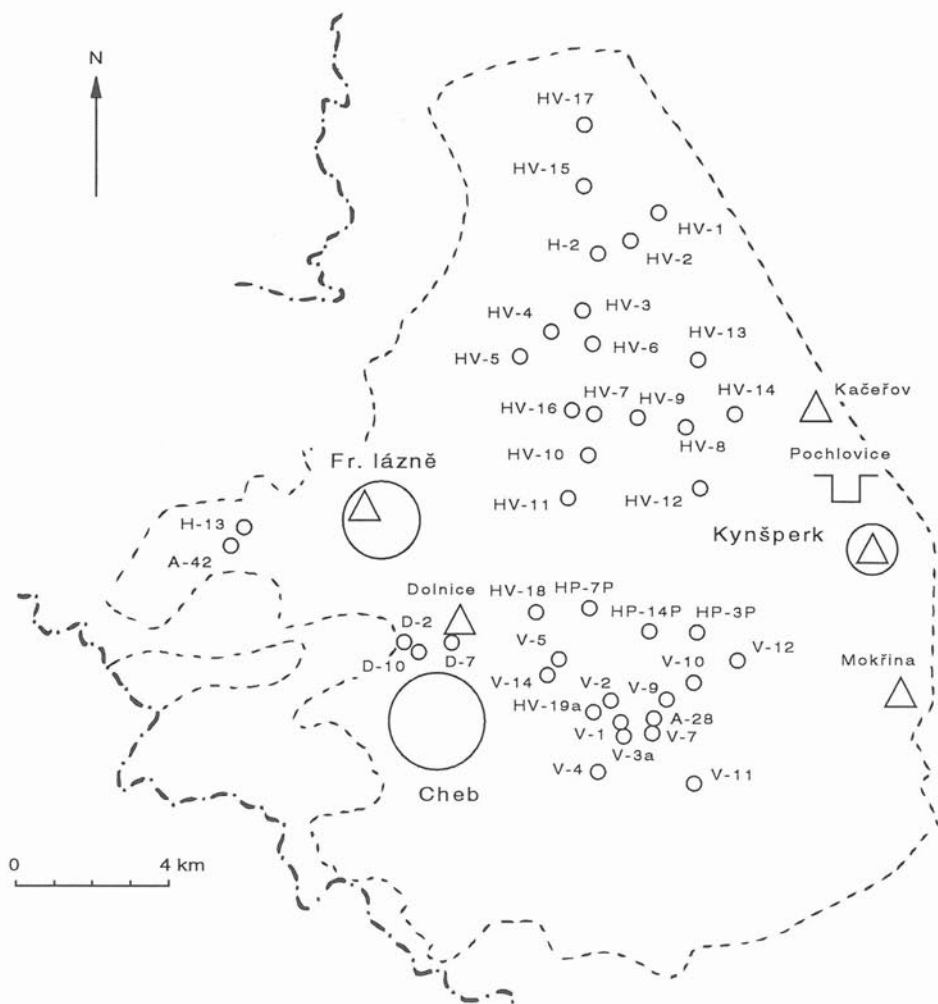 N
HV-17
HV-15
HV-1
H-2
HV-2
HV-3
HV-4
HV-13
HV-6
HV-5
Kačeřov
HV-7
HV-9
HV-14
HV-16
HV-8
Fr. lázně
HV-10
Pochlovice
HV-11
HV-12
H-13
Kynšperk
A-42
Dolnice
HV-18
HP-7P
HP-14P
HP-3P
D-2
V-5
V-12
D-10
D-7
V-10
Mokřina
V-14
V-2
V-9
HV-19a
A-28
V-1
V-7
V-3a
V-4
V-11
Cheb
0
4 km